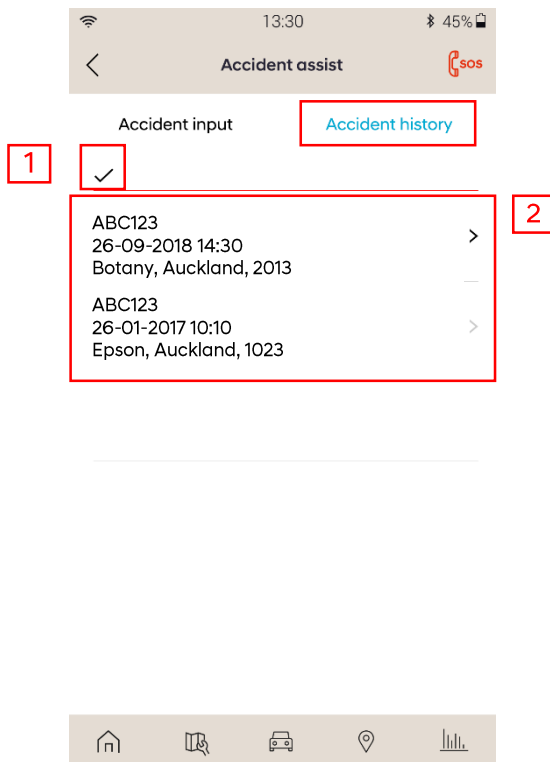 13:30 45%
Accident assist SOS
Accident input Accident history
1
2
ABC123
26-09-2018 14:30
Botany, Auckland, 2013
ABC123
26-01-2017 10:10
Epson, Auckland, 1023